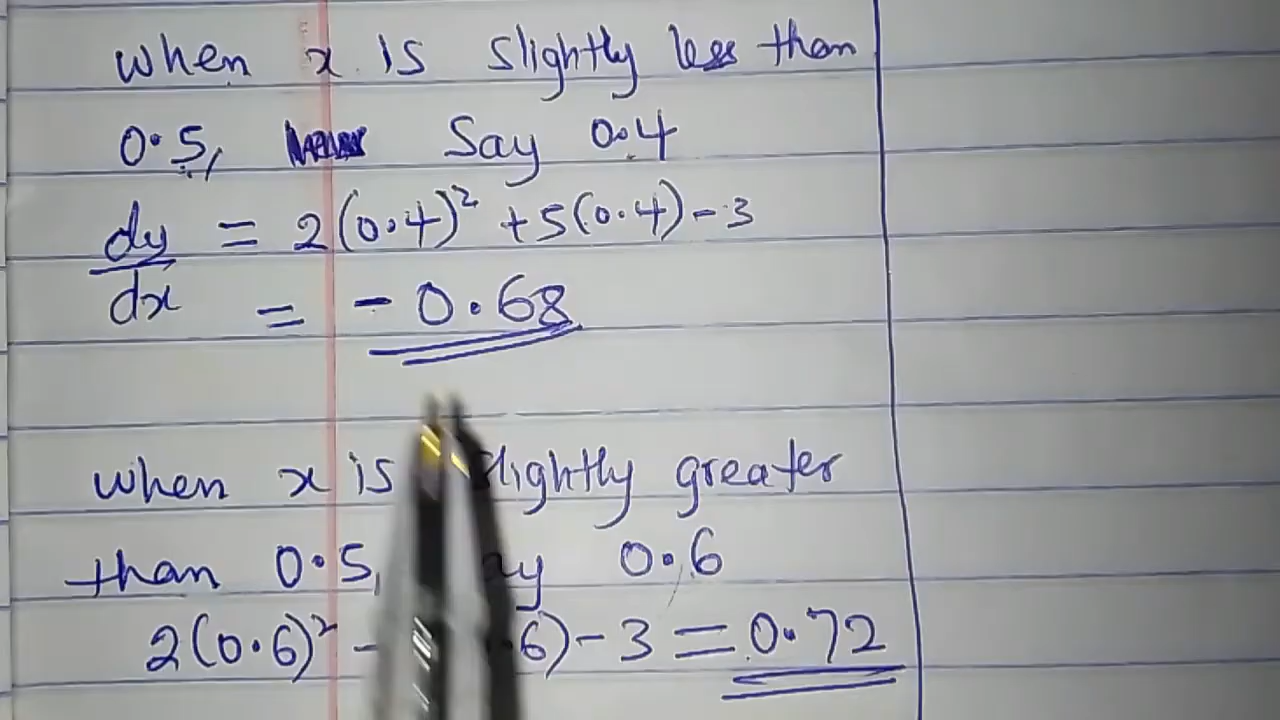 when x is slightly less than
0.5, Say 0.4
dy/dx = 2(0.4)² + 5(0.4) - 3
= - 0.68
when x is slightly greater
than 0.5, 0.6
2(0.6)² 6) - 3 = 0.72